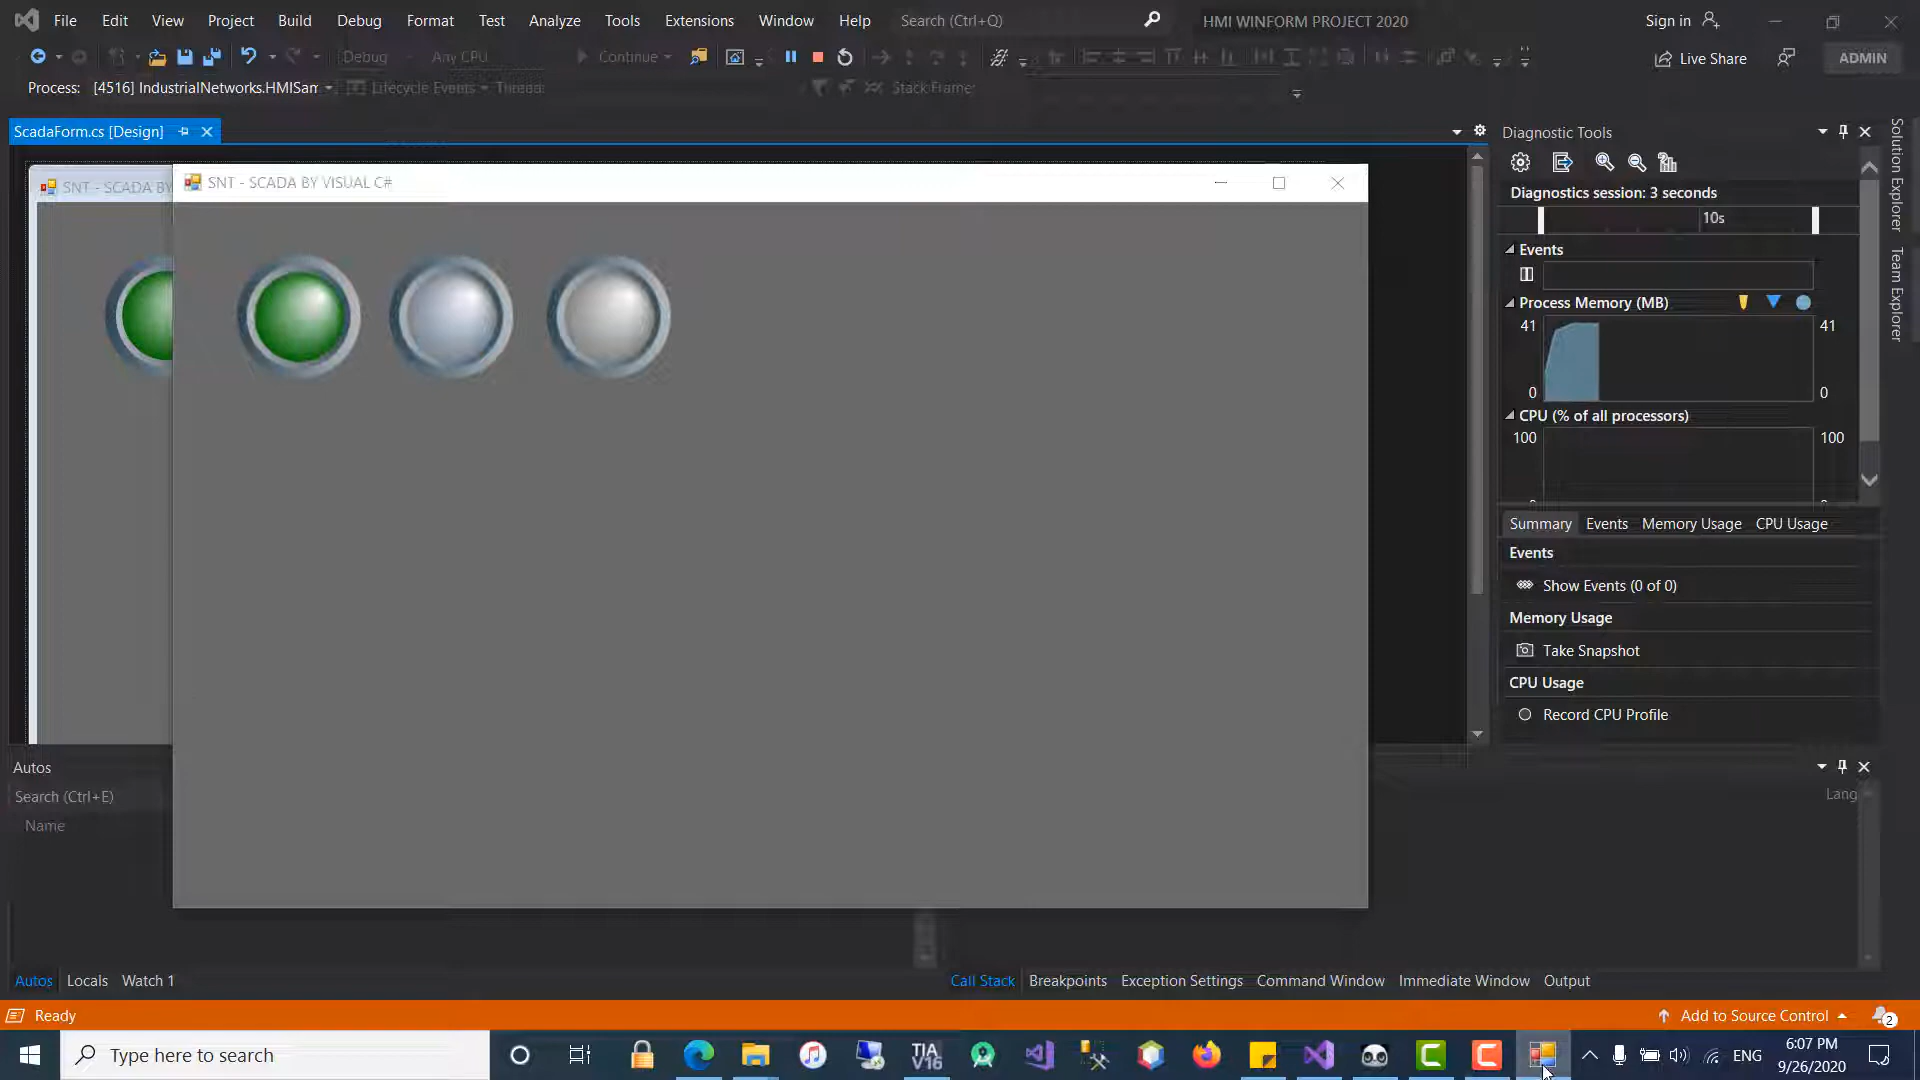 File Edit View Project Build Debug Format Test Analyze Tools Extensions Window Help Search (Ctrl+Q) HMI WINFORM PROJECT 2020 Sign in
Debug Any CPU Continue Live Share ADMIN
Process: [4516] IndustrialNetworks.HMISam Lifecycle Events Thread: Stack Frame:
ScadaForm.cs [Design]
SNT - SCADA BY
SNT - SCADA BY VISUAL C#
Diagnostic Tools
Diagnostics session: 3 seconds
10s
Events
Process Memory (MB)
41 41
0 0
CPU (% of all processors)
100 100
Summary Events Memory Usage CPU Usage
Events
Show Events (0 of 0)
Memory Usage
Take Snapshot
CPU Usage
Record CPU Profile
Solution Explorer
Team Explorer
Autos
Search (Ctrl+E)
Name
Lang
Autos Locals Watch 1
Call Stack Breakpoints Exception Settings Command Window Immediate Window Output
Ready
Add to Source Control
2
Type here to search
TIA
V16
ENG
6:07 PM
9/26/2020